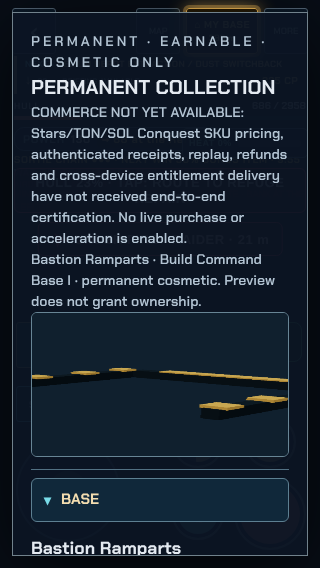 PERMANENT · EARNABLE ·
COSMETIC ONLY
PERMANENT COLLECTION
COMMERCE NOT YET AVAILABLE:
Stars/TON/SOL Conquest SKU pricing,
authenticated receipts, replay, refunds
and cross-device entitlement delivery
have not received end-to-end
certification. No live purchase or
acceleration is enabled.
Bastion Ramparts · Build Command
Base I · permanent cosmetic. Preview
does not grant ownership.
▼ BASE
Bastion Ramparts